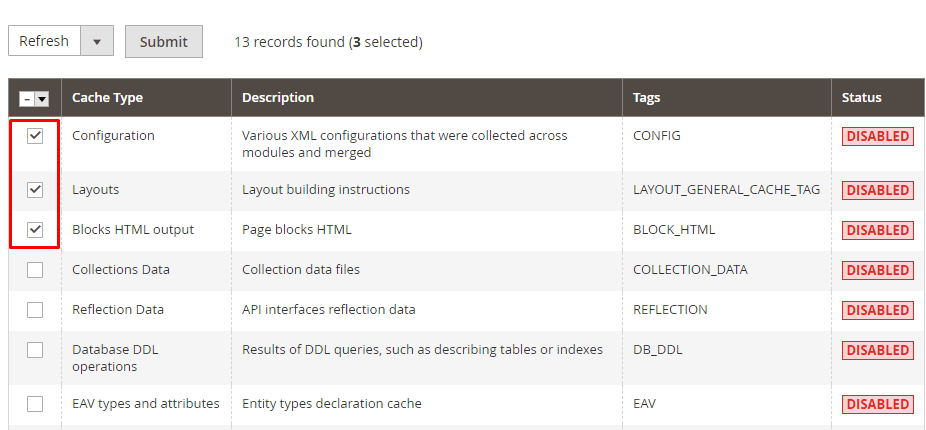 Refresh Submit 13 records found (3 selected)
Cache Type Description Tags Status
Configuration Various XML configurations that were collected across CONFIG DISABLED
modules and merged
Layouts Layout building instructions LAYOUT_GENERAL_CACHE_TAG DISABLED
Blocks HTML output Page blocks HTML BLOCK_HTML DISABLED
Collections Data Collection data files COLLECTION_DATA DISABLED
Reflection Data API interfaces reflection data REFLECTION DISABLED
Database DDL Results of DDL queries, such as describing tables or indexes DB_DDL DISABLED
operations
EAV types and attributes Entity types declaration cache EAV DISABLED